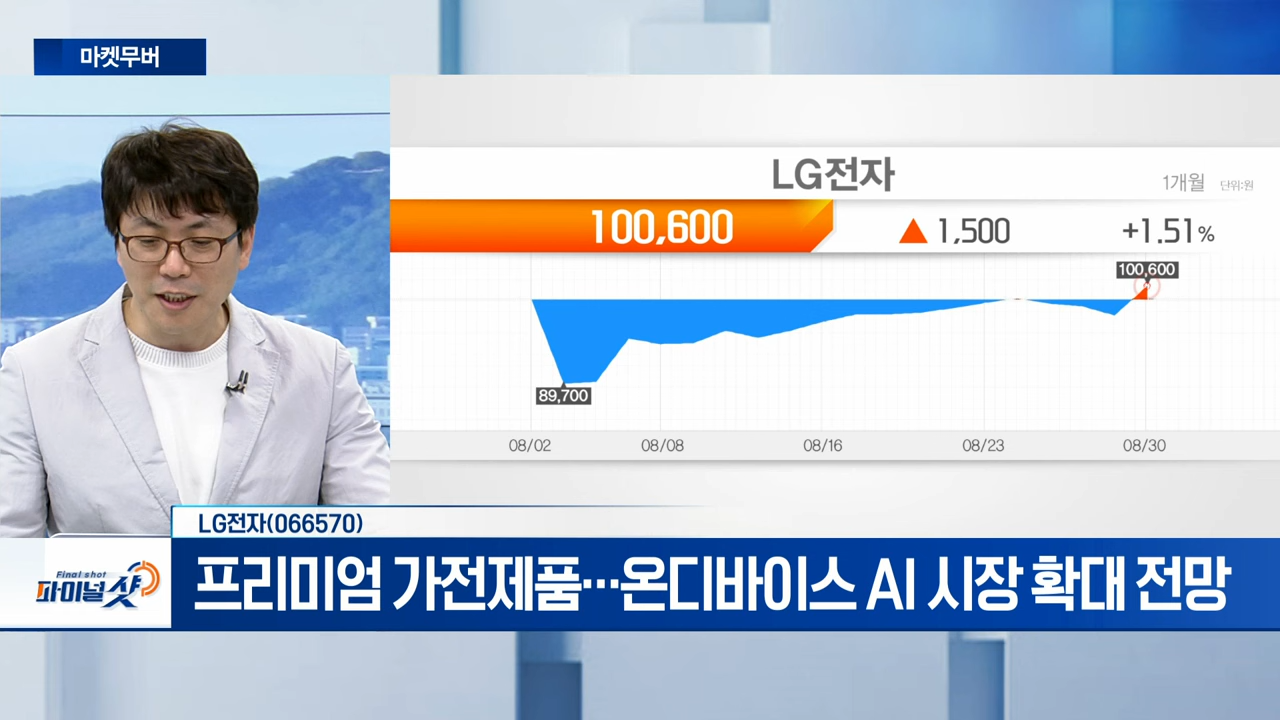 마켓무버
LG전자
1개월 단위:원
100,600 ▲ 1,500 +1.51%
100,600
89,700
08/02 08/08 08/16 08/23 08/30
LG전자(066570)
Final shot
파이널샷
프리미엄 가전제품…온디바이스 AI 시장 확대 전망